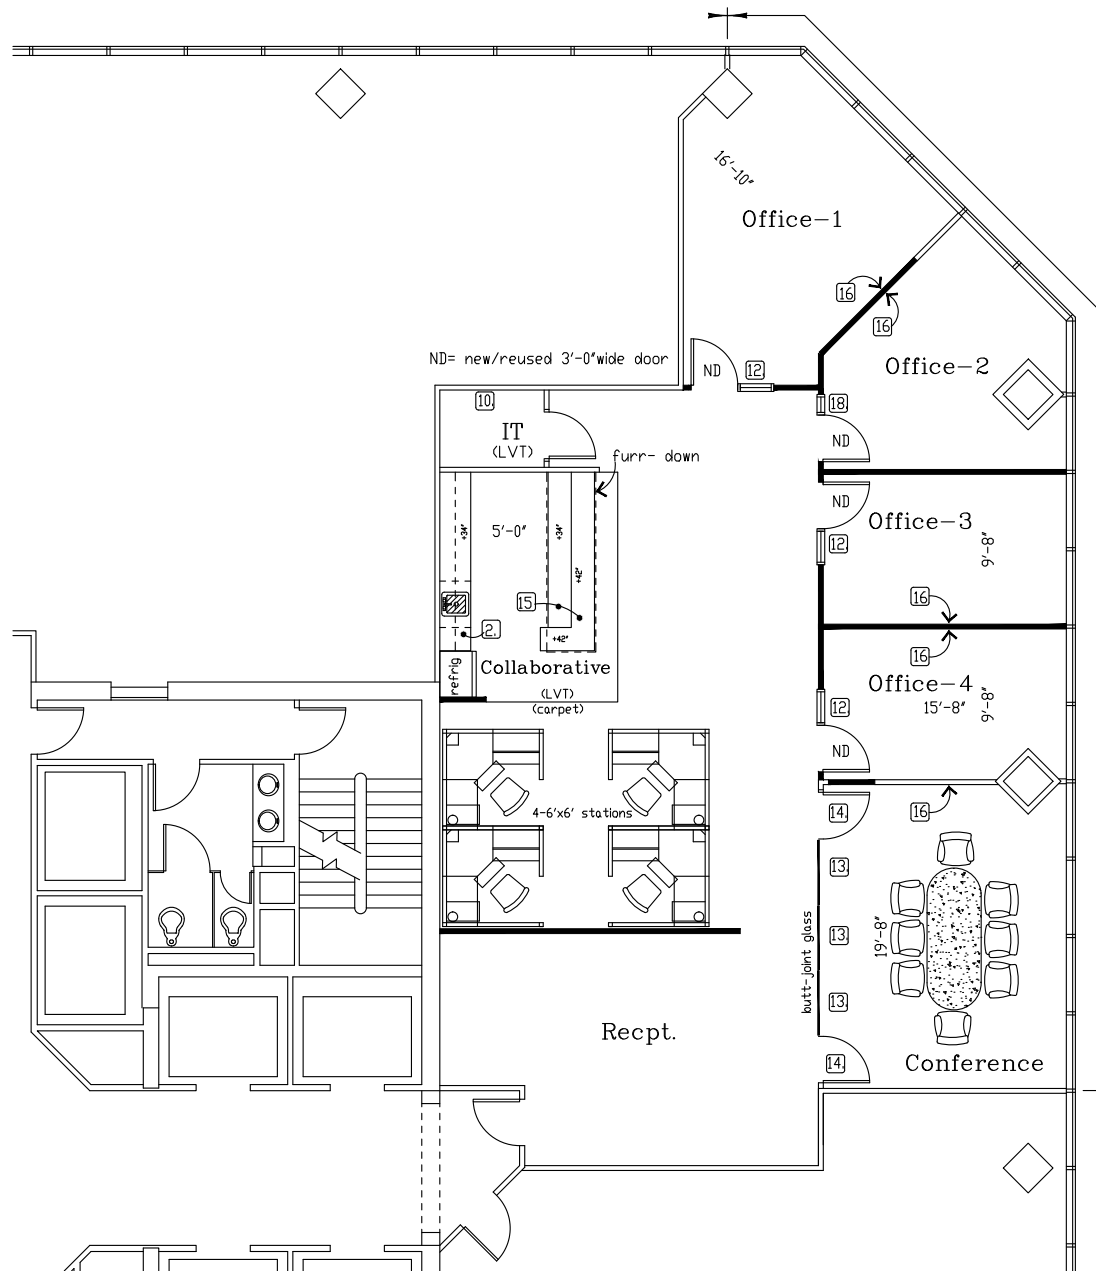 16'-10"
Office-1
16
16
ND= new/reused 3'-0"wide door
ND
12.
Office-2
10.
18.
IT
(LVT)
ND
furr- down
ND
5'-0"
+34"
+34"
Office-3
12.
9'-8"
+42"
15
16
2.
+42"
16
refrig
Collaborative
Office-4
(LVT)
(carpet)
15'-8"
9'-8"
12.
ND
4-6'x6' stations
14.
16
13.
butt-joint glass
13.
19'-8"
13.
Recpt.
14.
Conference